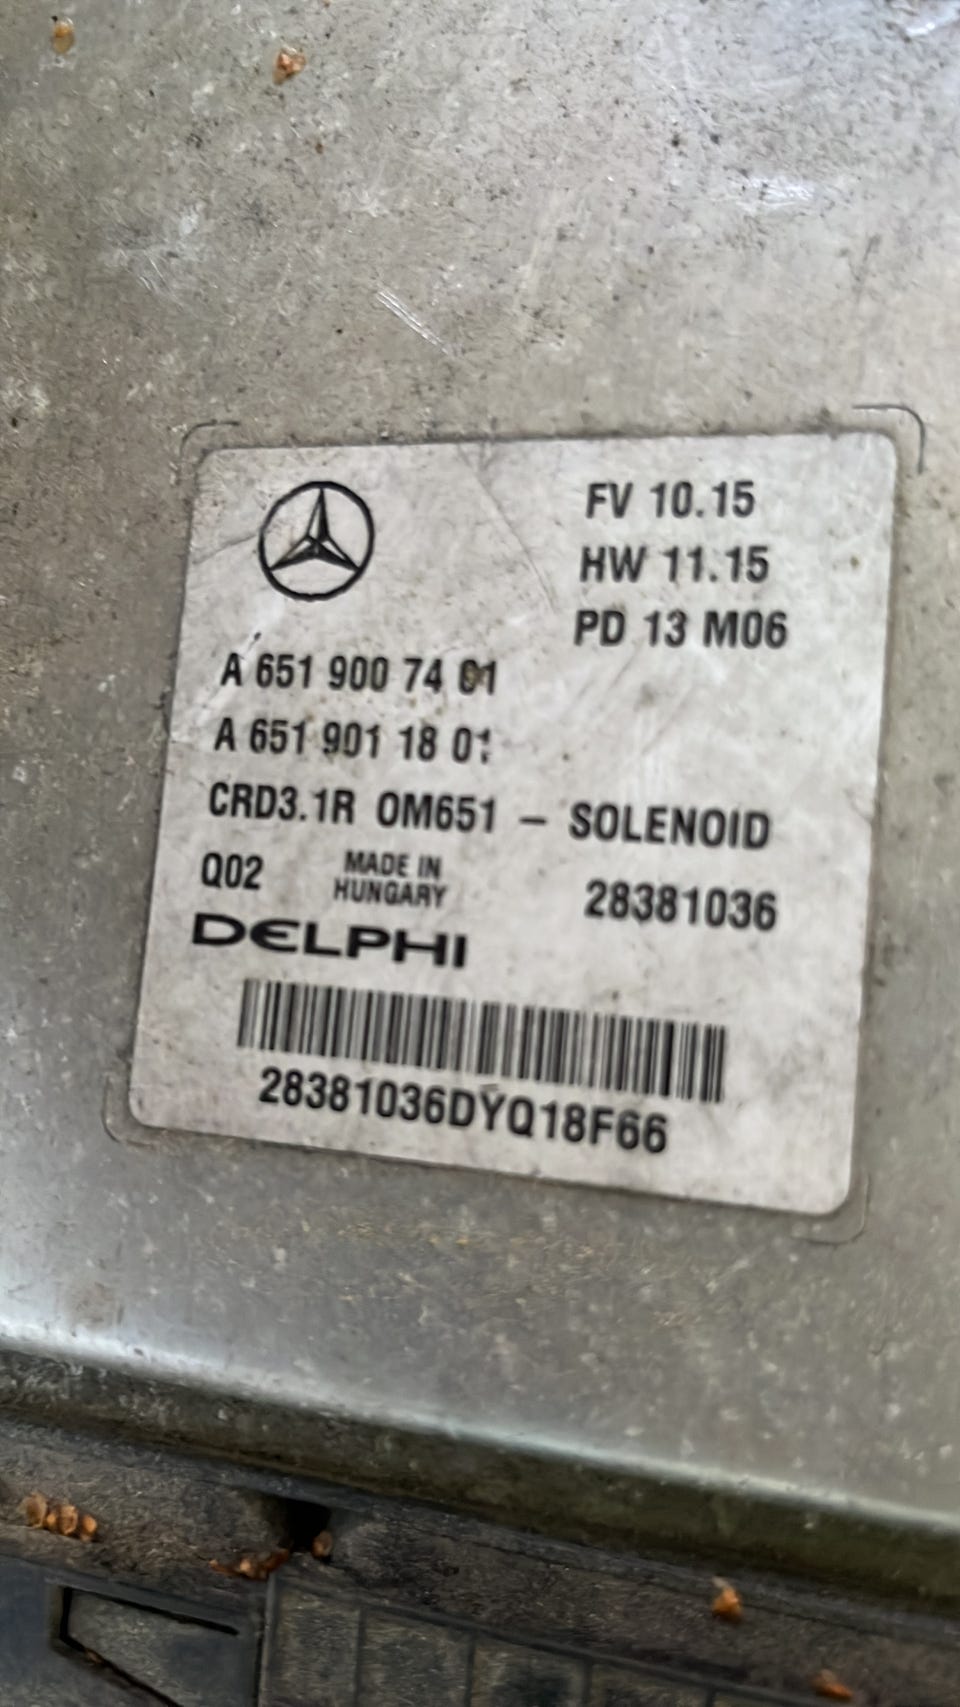 FV 10.15
HW 11.15
PD 13 M06
A 651 900 74 01
A 651 901 18 01
CRD3.1R OM651 – SOLENOID
Q02 MADE IN HUNGARY 28381036
DELPHI
28381036DYQ18F66